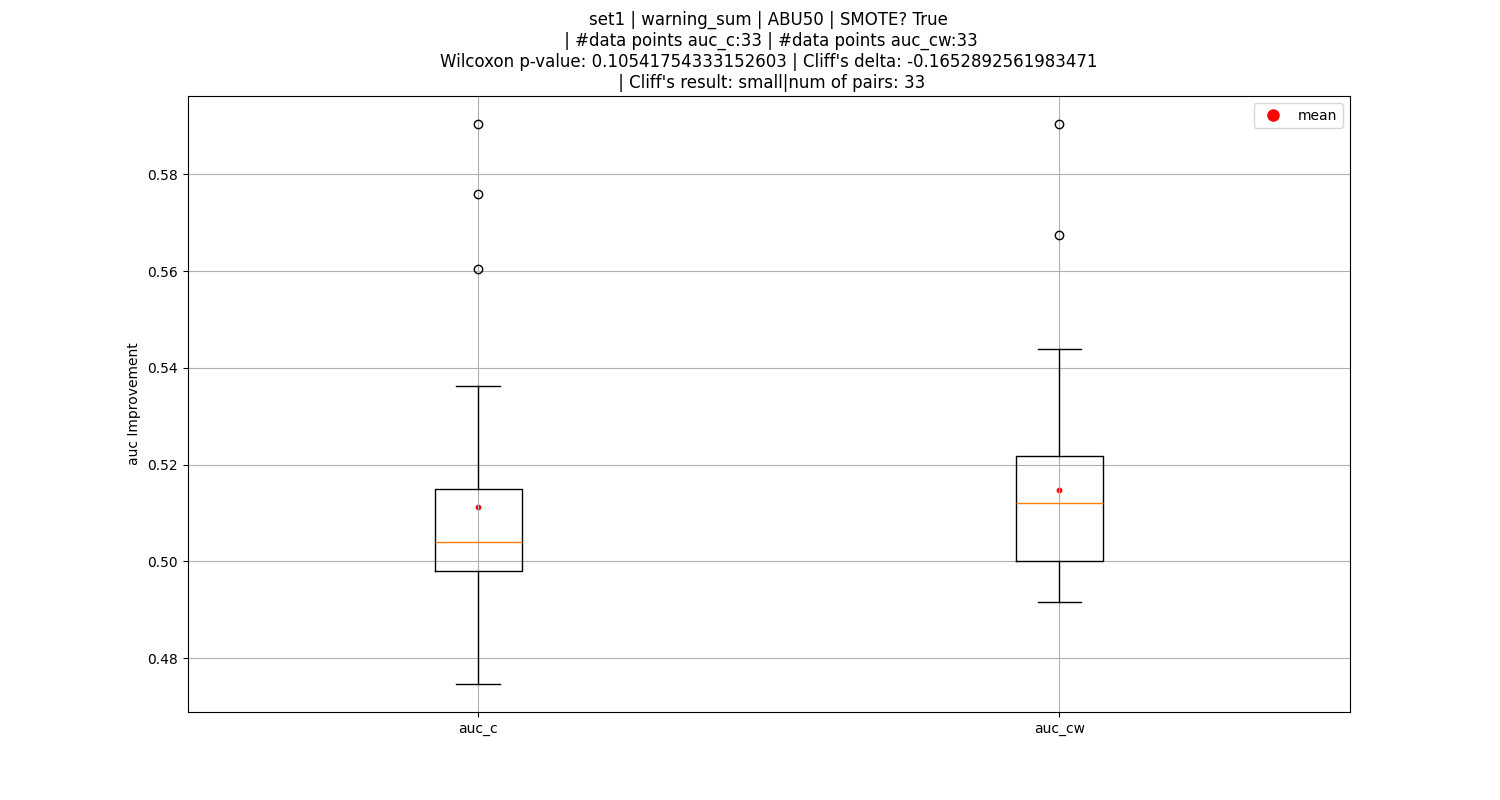 set1 | warning_sum | ABU50 | SMOTE? True
| #data points auc_c:33 | #data points auc_cw:33
Wilcoxon p-value: 0.10541754333152603 | Cliff's delta: -0.1652892561983471
| Cliff's result: small|num of pairs: 33
mean
0.58
0.56
0.54
0.52
0.50
0.48
auc Improvement
auc_c
auc_cw